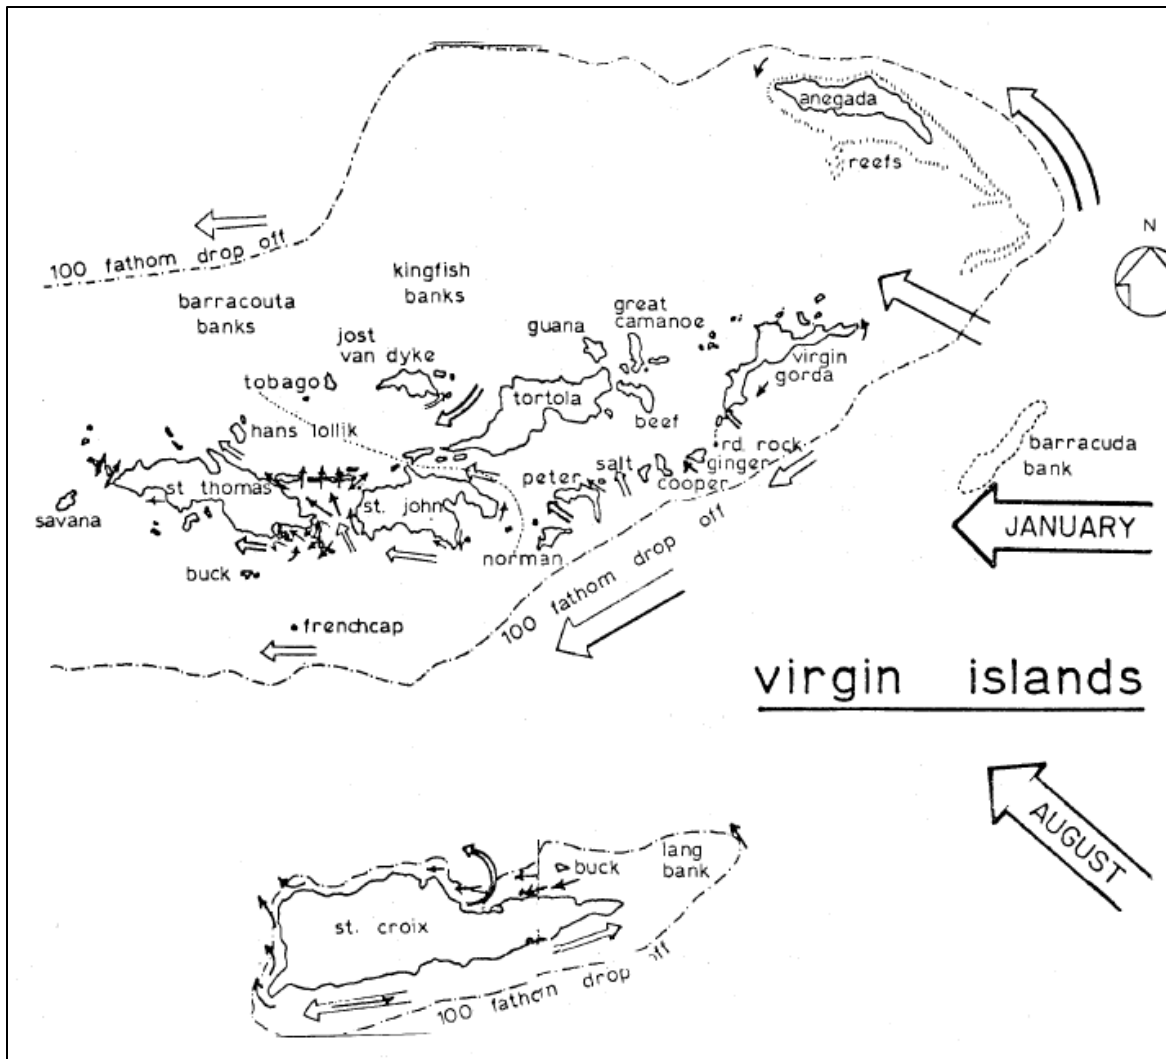 anegada
reefs
N
100 fathom drop off
kingfish
banks
barracouta
banks
great
camanoe
guana
jost
van dyke
virgin
gorda
tobago
tortola
beef
hans lollik
rd. rock
barracuda
bank
salt
ginger
peter
cooper
st thomas
st. john
savana
norman
JANUARY
buck
100 fathom drop off
frenchcap
virgin islands
AUGUST
lang
bank
buck
st. croix
100 fathom drop off